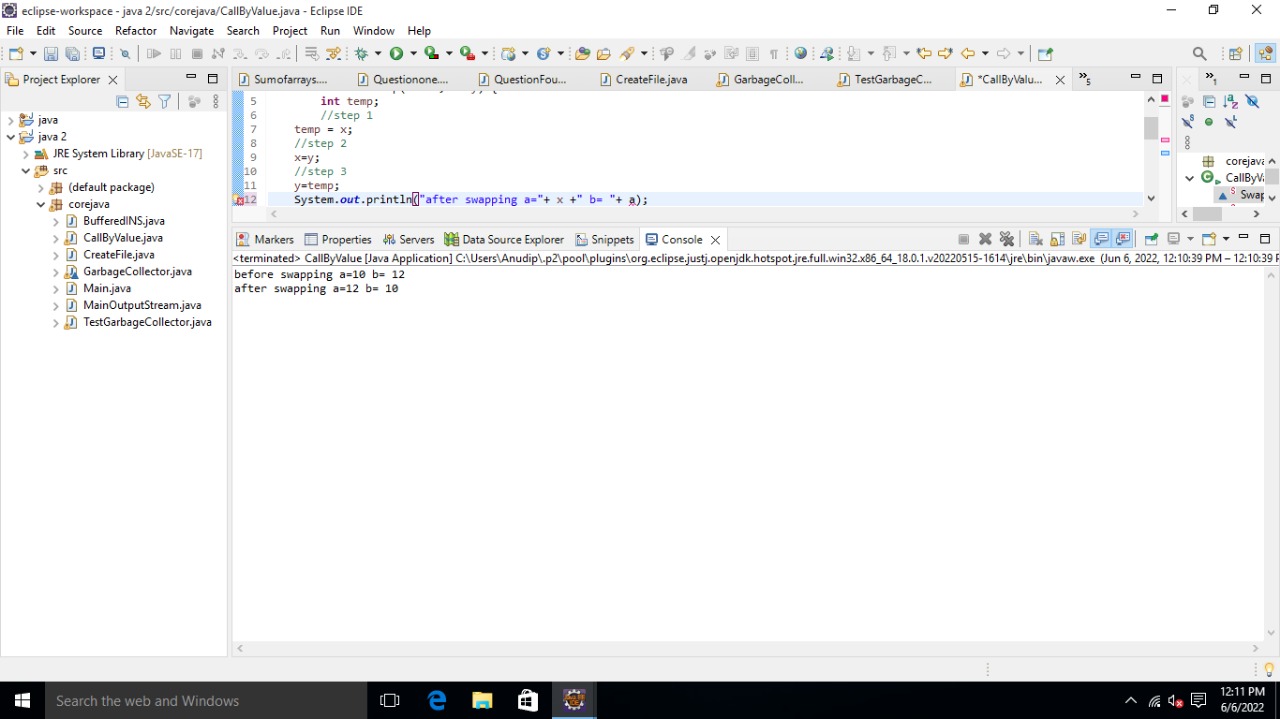 eclipse-workspace - java 2/src/corejava/CallByValue.java - Eclipse IDE
File Edit Source Refactor Navigate Search Project Run Window Help
Project Explorer
Sumofarrays.... Questionone.... QuestionFou... CreateFile.java GarbageColl... TestGarbageC... *CallByValu... »5
»1
java
java 2
JRE System Library [JavaSE-17]
src
(default package)
corejava
BufferedINS.java
CallByValue.java
CreateFile.java
GarbageCollector.java
Main.java
MainOutputStream.java
TestGarbageCollector.java
5 int temp;
6 //step 1
7 temp = x;
8 //step 2
9 x=y;
10 //step 3
11 y=temp;
12 System.out.println("after swapping a="+ x +" b= "+ a);
corejava
CallByVa
Swap
Markers Properties Servers Data Source Explorer Snippets Console
<terminated> CallByValue [Java Application] C:\Users\Anudip\.p2\pool\plugins\org.eclipse.justj.openjdk.hotspot.jre.full.win32.x86_64_18.0.1.v20220515-1614\jre\bin\javaw.exe (Jun 6, 2022, 12:10:39 PM – 12:10:39 P
before swapping a=10 b= 12
after swapping a=12 b= 10
Search the web and Windows
12:11 PM
6/6/2022